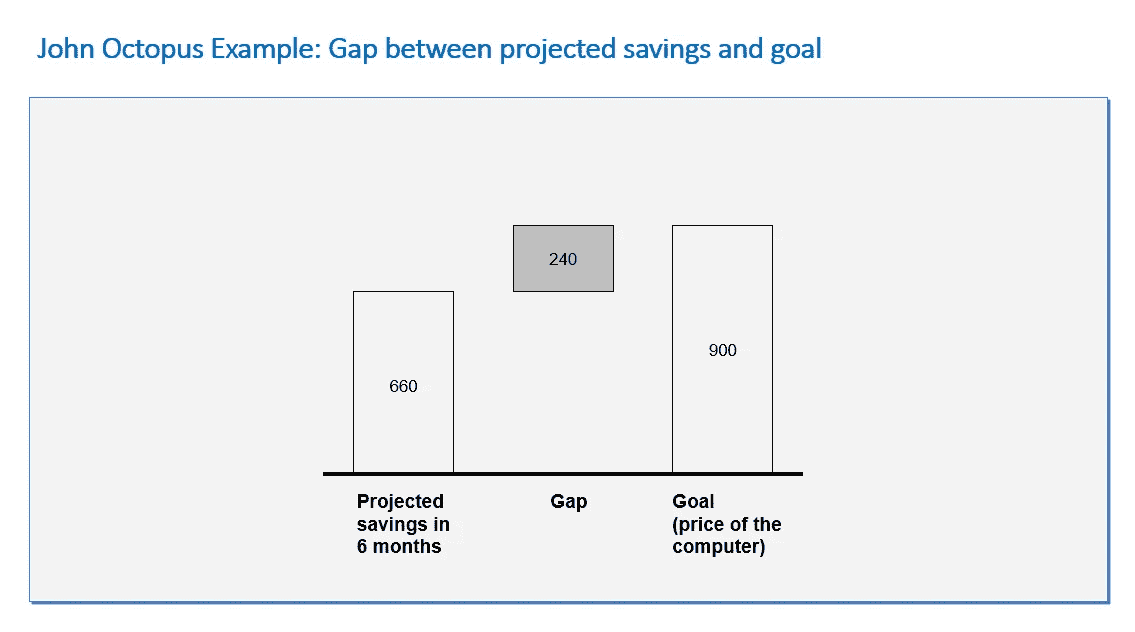 John Octopus Example: Gap between projected savings and goal
240
900
660
Projected
savings in
6 months
Gap
Goal
(price of the
computer)